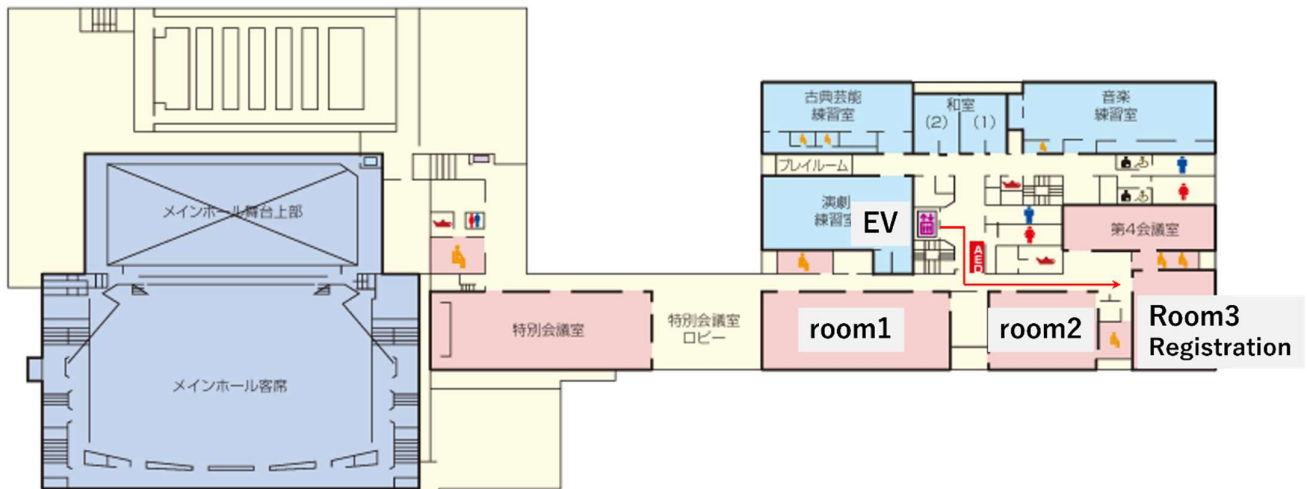 古典芸能
練習室
和室
(2) (1)
音楽
練習室
プレイルーム
メインホール舞台上部
演劇
練習室
EV
第4会議室
AED
特別会議室
特別会議室
ロビー
room1
room2
Room3
Registration
メインホール客席